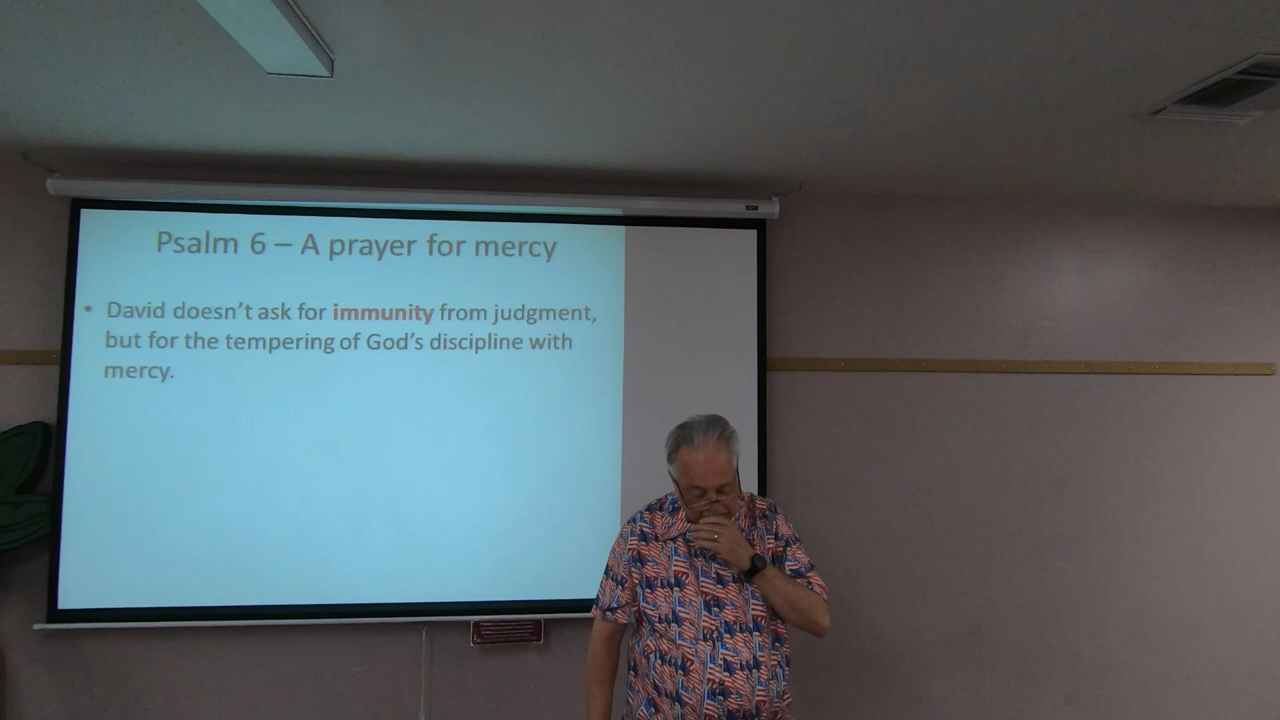 Psalm 6 – A prayer for mercy
• David doesn't ask for immunity from judgment,
but for the tempering of God's discipline with
mercy.